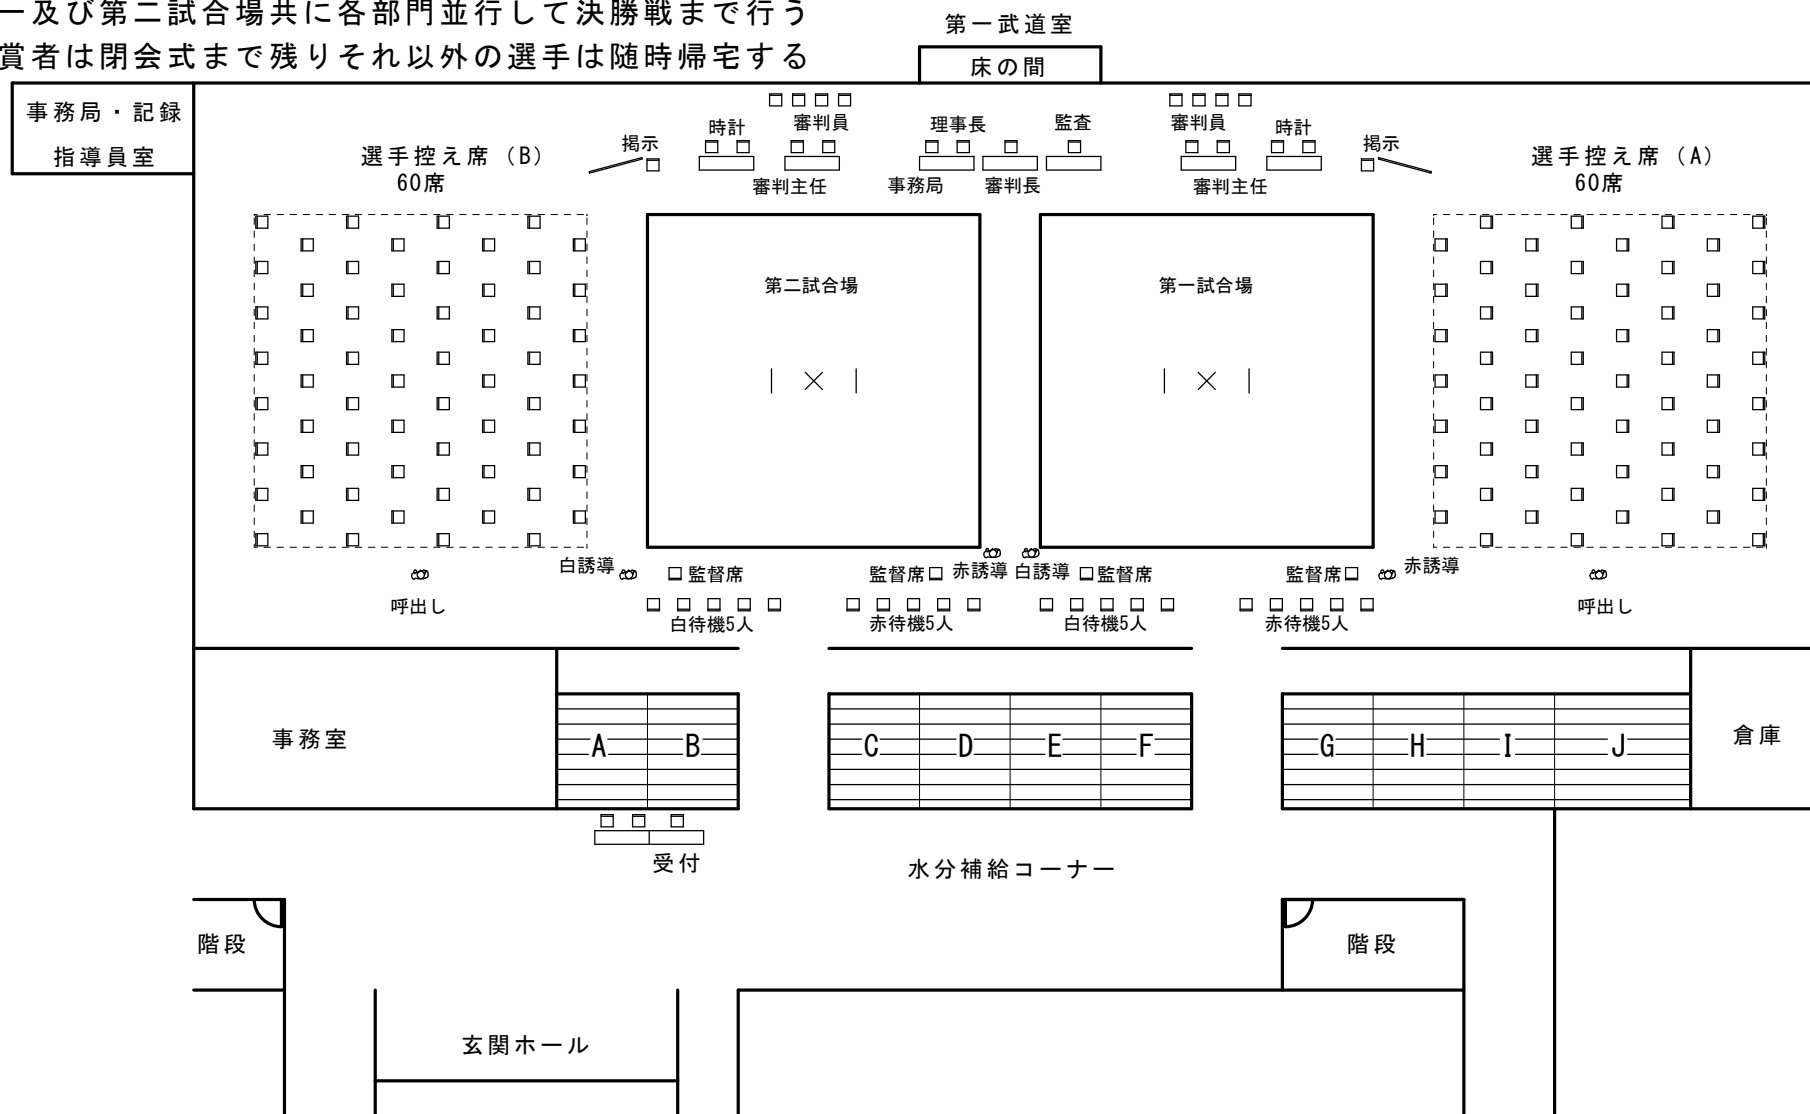 一及び第二試合場共に各部門並行して決勝戦まで行う
賞者は閉会式まで残りそれ以外の選手は随時帰宅する
第一武道室
床の間
事務局・記録
指導員室
選手控え席（B）
60席
掲示
時計
審判員
審判主任
理事長
事務局
審判長
監査
審判員
審判主任
時計
掲示
選手控え席（A）
60席
第二試合場
第一試合場
呼出し
白誘導
監督席
監督席
赤誘導
白誘導
監督席
監督席
赤誘導
呼出し
白待機5人
赤待機5人
白待機5人
赤待機5人
事務室
A
B
C
D
E
F
G
H
I
J
倉庫
受付
水分補給コーナー
階段
階段
玄関ホール